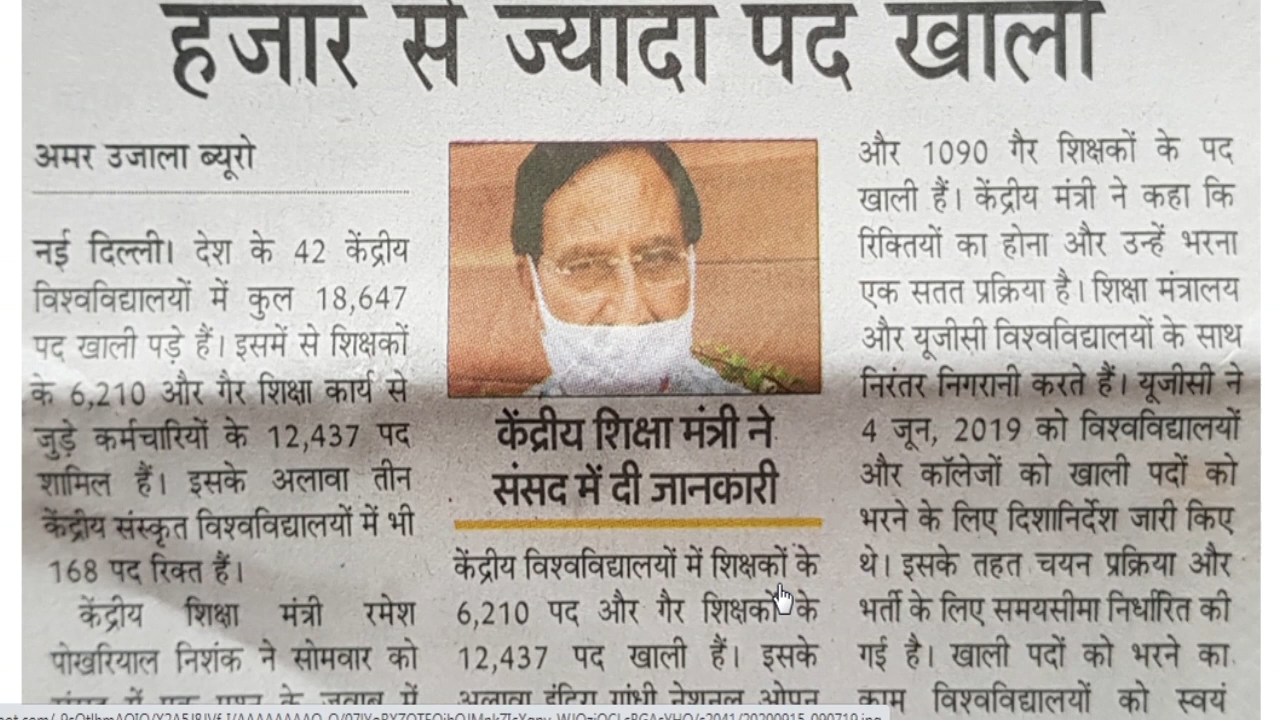 हजार से ज्यादा पद खाली
अमर उजाला ब्यूरो
नई दिल्ली। देश के 42 केंद्रीय
विश्वविद्यालयों में कुल 18,647
पद खाली पड़े हैं। इसमें से शिक्षकों
के 6,210 और गैर शिक्षा कार्य से
जुड़े कर्मचारियों के 12,437 पद
शामिल हैं। इसके अलावा तीन
केंद्रीय संस्कृत विश्वविद्यालयों में भी
168 पद रिक्त हैं।
केंद्रीय शिक्षा मंत्री रमेश
पोखरियाल निशंक ने सोमवार को
के जवाब में
केंद्रीय शिक्षा मंत्री ने
संसद में दी जानकारी
केंद्रीय विश्वविद्यालयों में शिक्षकों के
6,210 पद और गैर शिक्षकों के
12,437 पद खाली हैं। इसके
अलावा इंदिरा गांधी नेशनल ओपन
और 1090 गैर शिक्षकों के पद
खाली हैं। केंद्रीय मंत्री ने कहा कि
रिक्तियों का होना और उन्हें भरना
एक सतत प्रक्रिया है। शिक्षा मंत्रालय
और यूजीसी विश्वविद्यालयों के साथ
निरंतर निगरानी करते हैं। यूजीसी ने
4 जून, 2019 को विश्वविद्यालयों
और कॉलेजों को खाली पदों को
भरने के लिए दिशानिर्देश जारी किए
थे। इसके तहत चयन प्रक्रिया और
भर्ती के लिए समयसीमा निर्धारित की
गई है। खाली पदों को भरने का
काम विश्वविद्यालयों को स्वयं